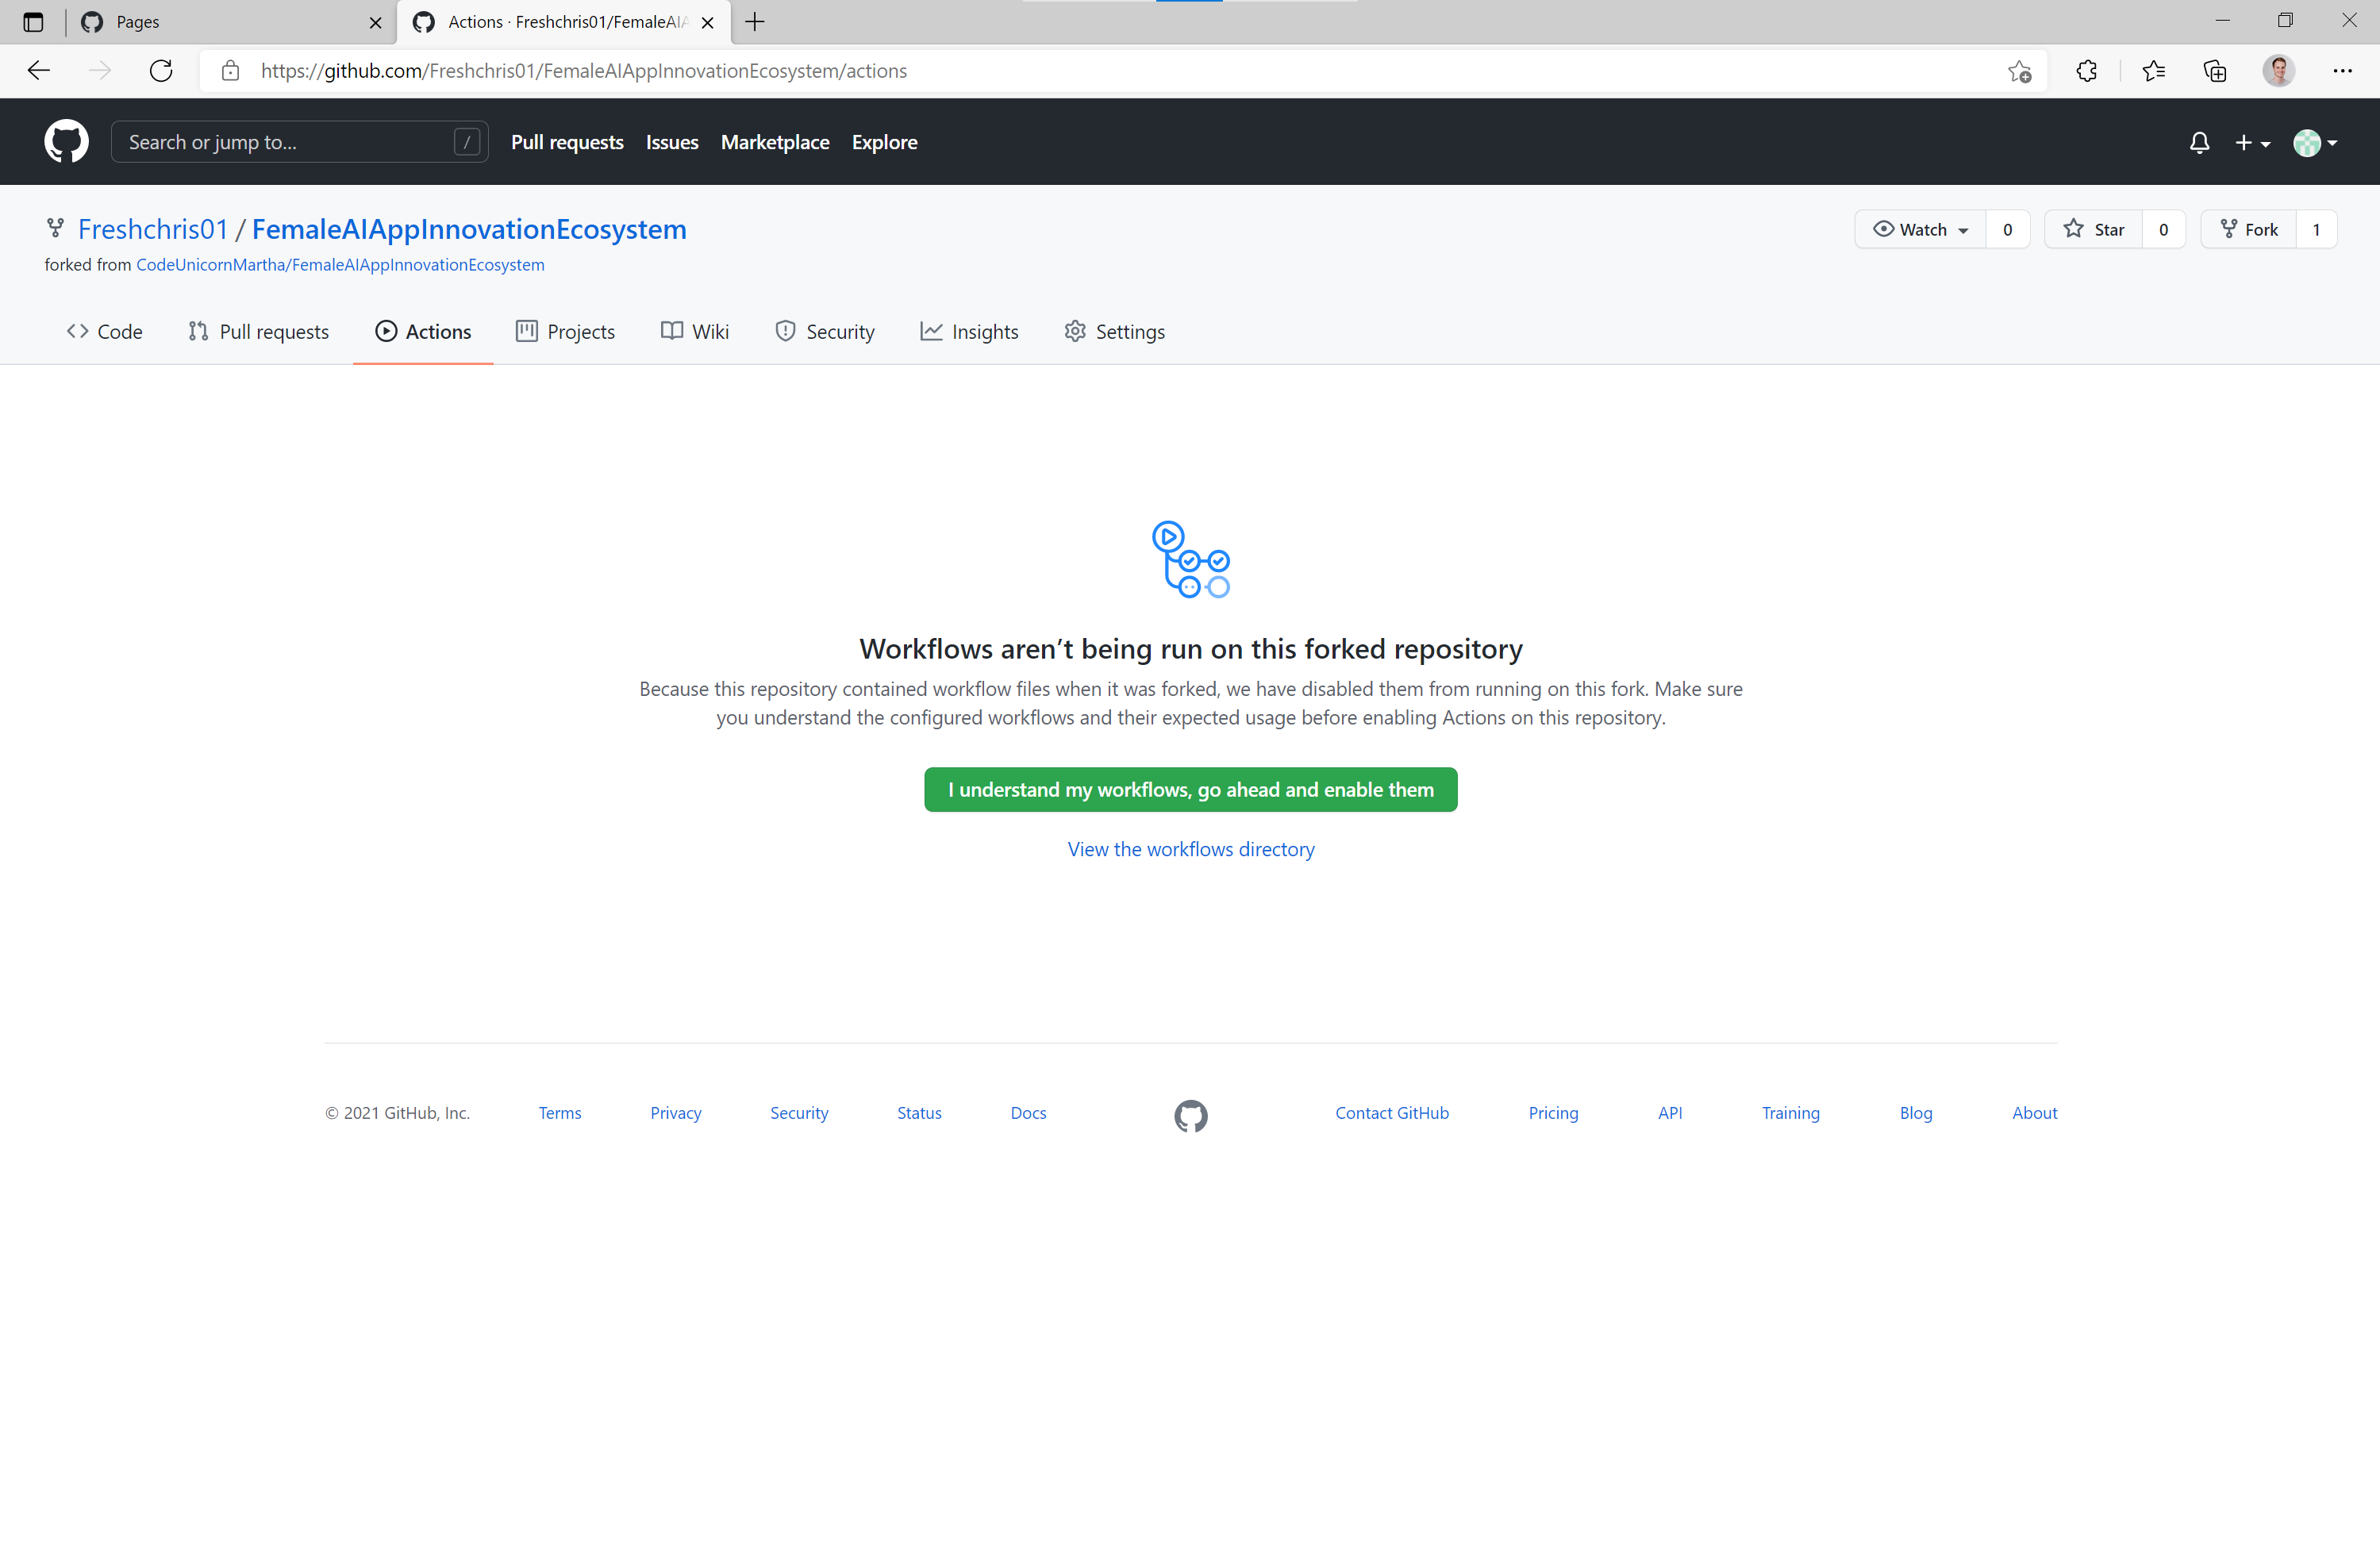 Pages
Actions · Freshchris01/FemaleAIA
https://github.com/Freshchris01/FemaleAIAppInnovationEcosystem/actions
Search or jump to... /
Pull requests Issues Marketplace Explore
Freshchris01 / FemaleAIAppInnovationEcosystem
Watch 0 Star 0 Fork 1
forked from CodeUnicornMartha/FemaleAIAppInnovationEcosystem
Code Pull requests Actions Projects Wiki Security Insights Settings
Workflows aren’t being run on this forked repository
Because this repository contained workflow files when it was forked, we have disabled them from running on this fork. Make sure
you understand the configured workflows and their expected usage before enabling Actions on this repository.
I understand my workflows, go ahead and enable them
View the workflows directory
© 2021 GitHub, Inc. Terms Privacy Security Status Docs Contact GitHub Pricing API Training Blog About